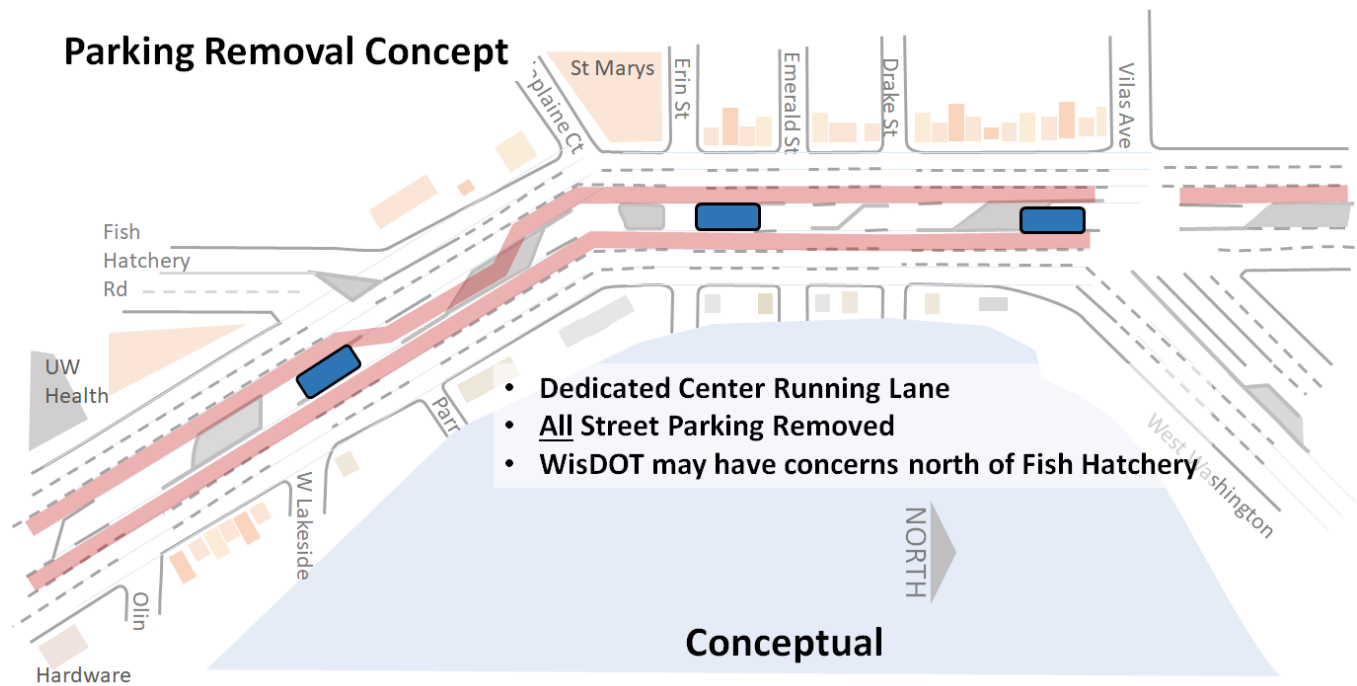 Parking Removal Concept
St Marys
Erin St
Emerald St
Drake St
Vilas Ave
Fish
Hatchery
Rd
UW
Health
• Dedicated Center Running Lane
• All Street Parking Removed
• WisDOT may have concerns north of Fish Hatchery
West Washington
W Lakeside
NORTH
Olin
Conceptual
Hardware